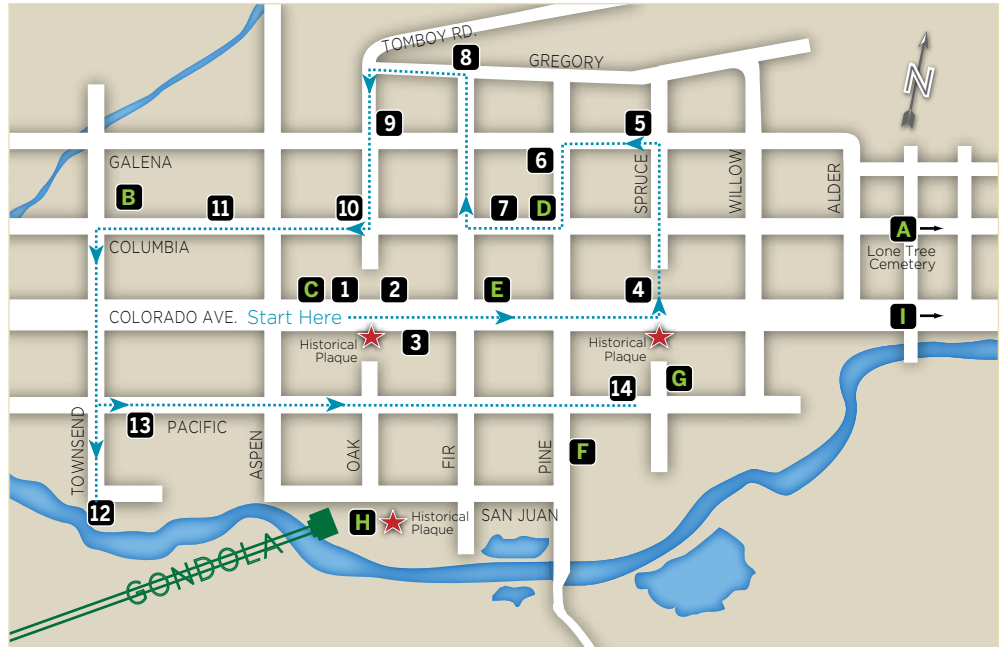 TOMBOY RD.
8
GREGORY
N
9
5
GALENA
6
SPRUCE
WILLOW
ALDER
B
11
10
7
D
A
COLUMBIA
Lone Tree
Cemetery
C
1
2
E
4
COLORADO AVE.
Start Here
I
Historical
Plaque
3
Historical
Plaque
G
14
13
PACIFIC
TOWNSEND
ASPEN
OAK
FIR
PINE
F
12
H
Historical
Plaque
SAN JUAN
GONDOLA